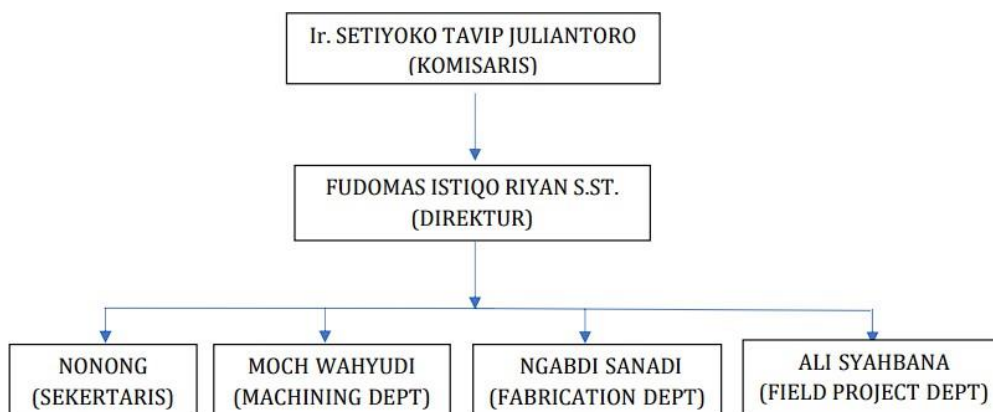 Ir. SETIYOKO TAVIP JULIANTORO
(KOMISARIS)
FUDOMAS ISTIQO RIYAN S.ST.
(DIREKTUR)
NONONG
(SEKERTARIS)
MOCH WAHYUDI
(MACHINING DEPT)
NGABDI SANADI
(FABRICATION DEPT)
ALI SYAHBANA
(FIELD PROJECT DEPT)